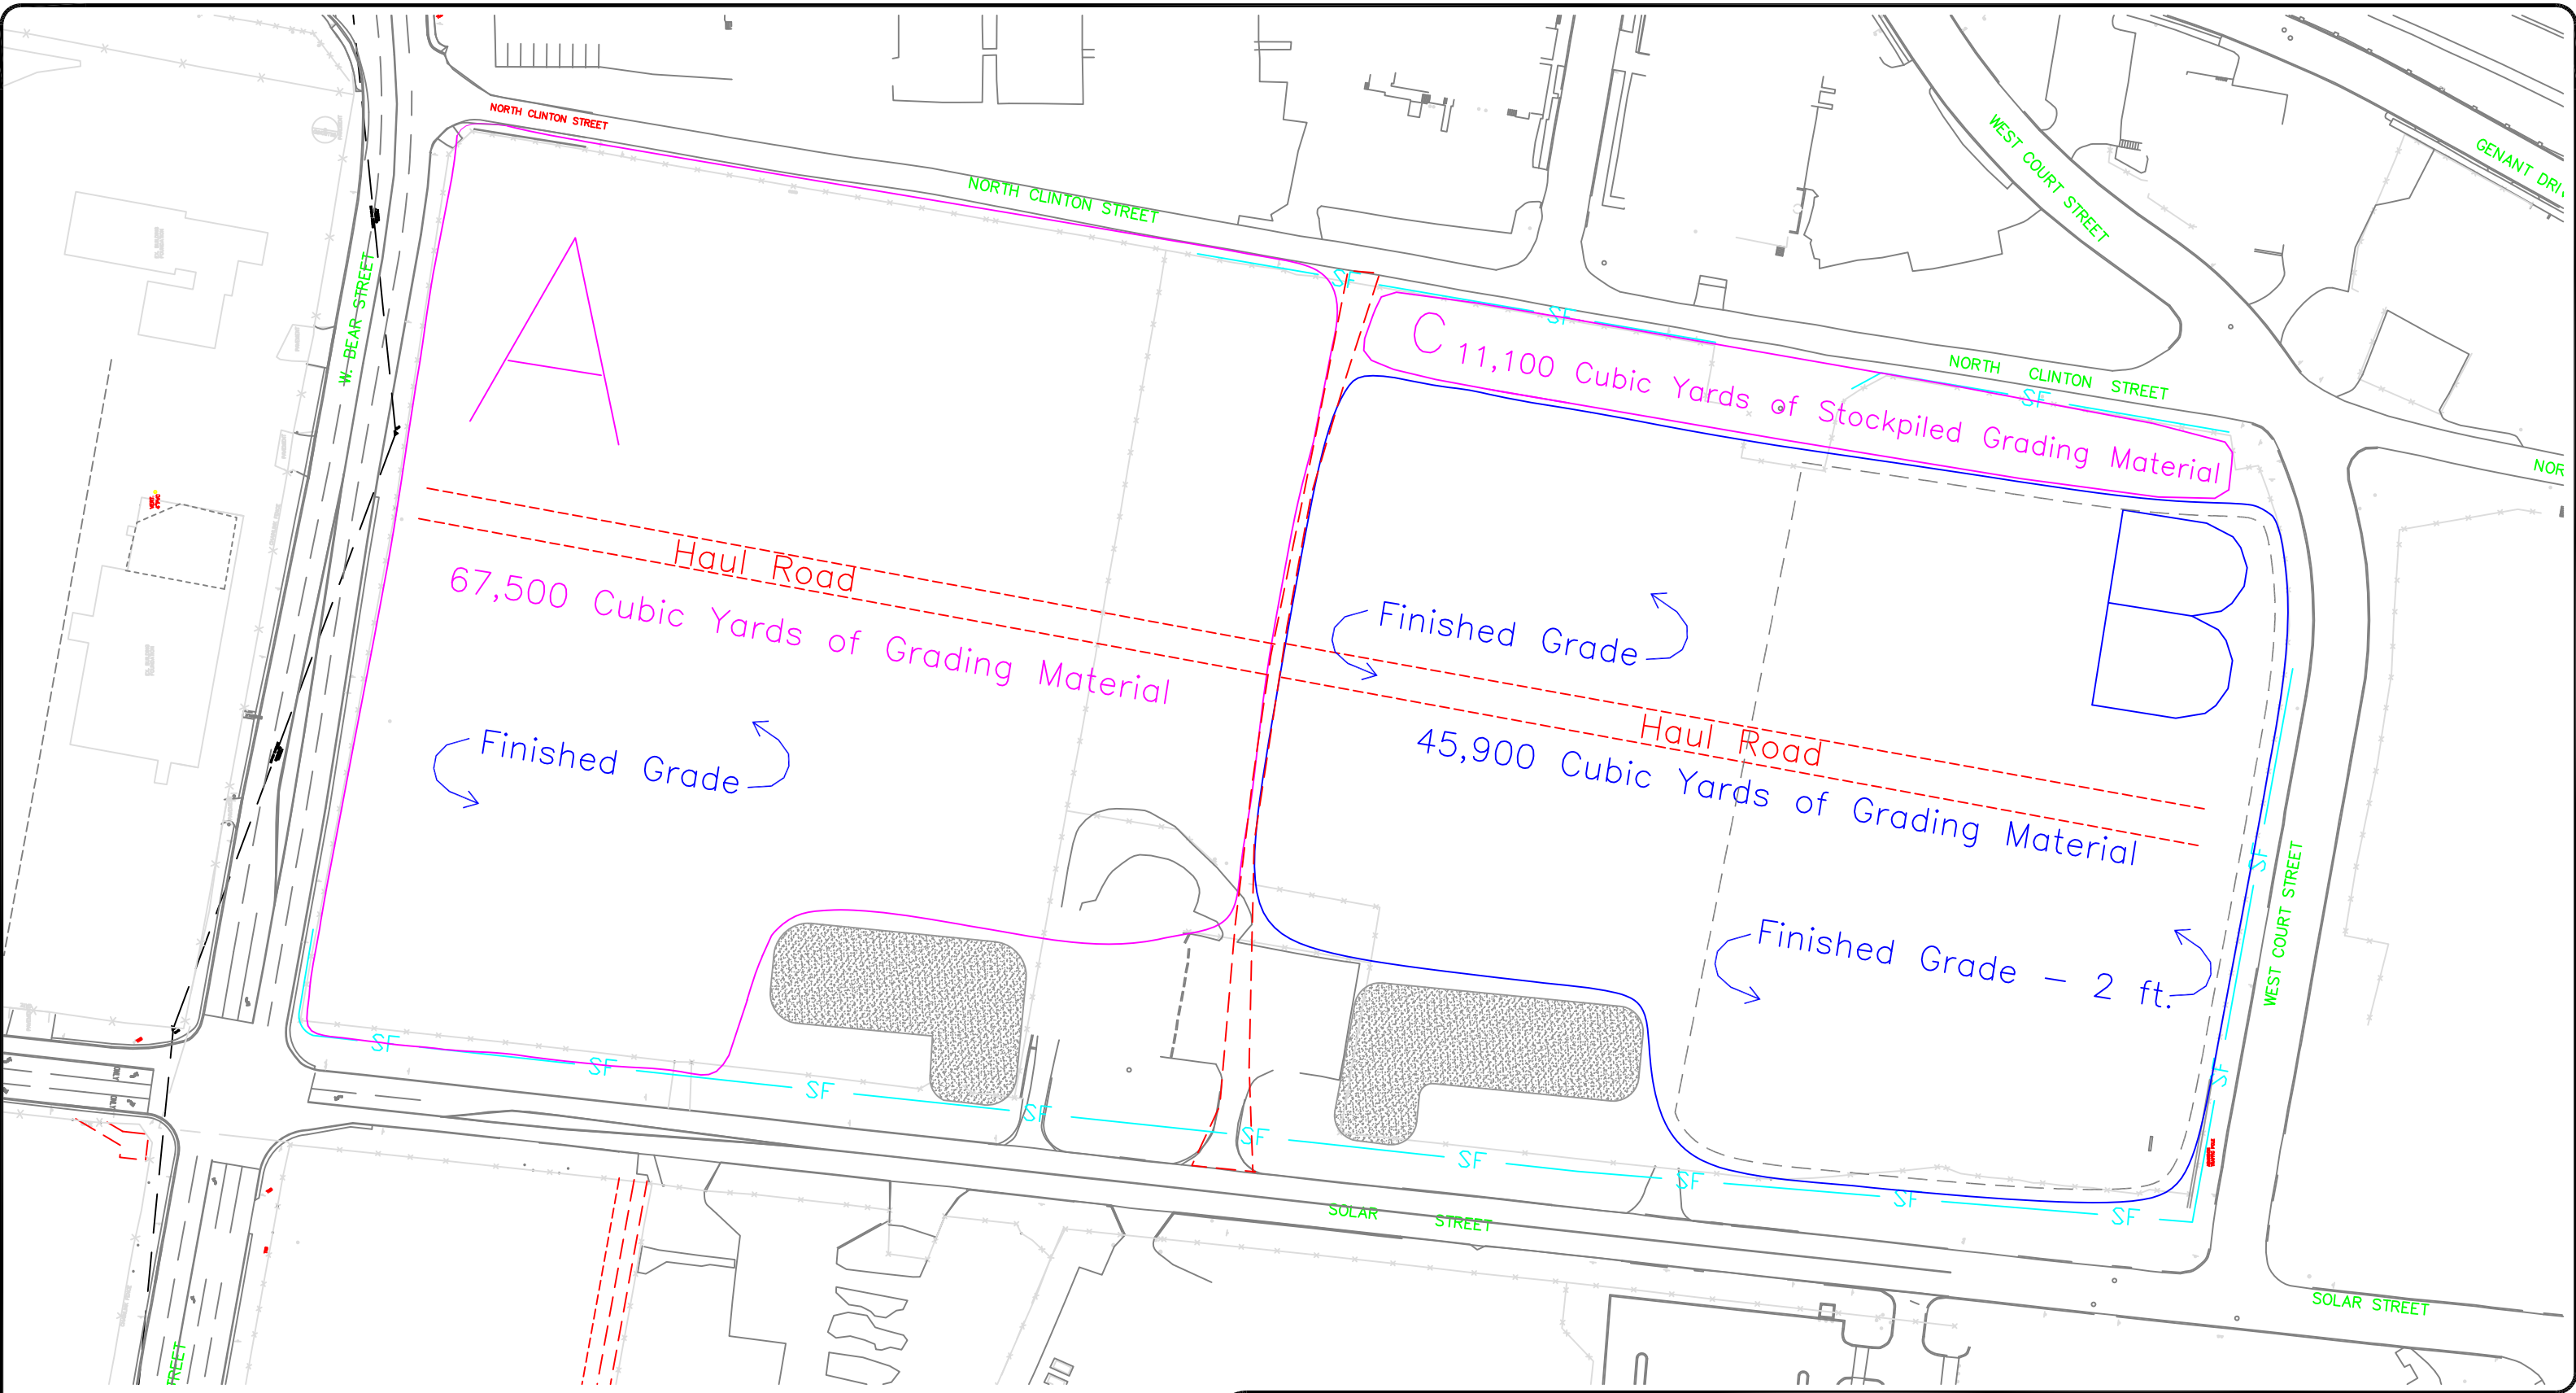 NORTH CLINTON STREET
NORTH CLINTON STREET
WEST COURT STREET
GENANT DRI
W. BEAR STREET
A
SF
SF
C 11,100 Cubic Yards of Stockpiled Grading Material
NORTH CLINTON STREET
SF
NOR
B
Haul Road
67,500 Cubic Yards of Grading Material
Finished Grade
Finished Grade
Haul Road
45,900 Cubic Yards of Grading Material
Finished Grade - 2 ft.
SF
WEST COURT STREET
SF
SF
SF
SF
SF
SF
SF
SF
SF
SF
ONLY
ONLY
SOLAR STREET
SOLAR STREET
TREET